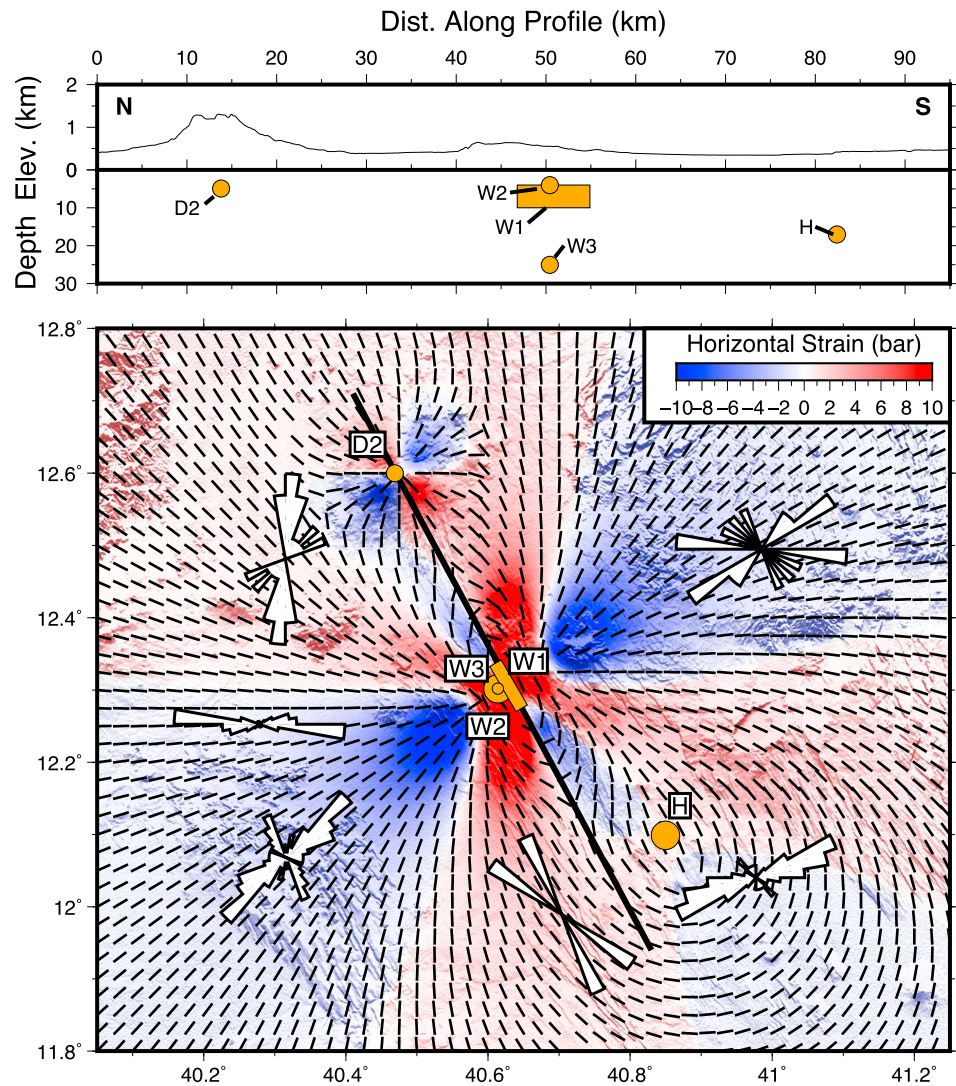 Dist. Along Profile (km)
0 10 20 30 40 50 60 70 80 90
Elev. (km)
2
1
0
N S
Depth
0
10
20
30
D2
W2
W1
W3
H
12.8°
12.6°
12.4°
12.2°
12°
11.8°
Horizontal Strain (bar)
−10 −8 −6 −4 −2 0 2 4 6 8 10
D2
W3 W1
W2
H
40.2° 40.4° 40.6° 40.8° 41° 41.2°